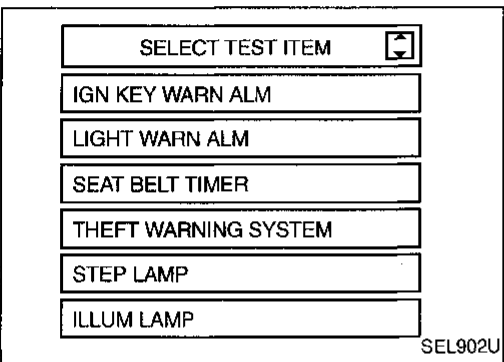 SELECT TEST ITEM
IGN KEY WARN ALM
LIGHT WARN ALM
SEAT BELT TIMER
THEFT WARNING SYSTEM
STEP LAMP
ILLUM LAMP
SEL902U